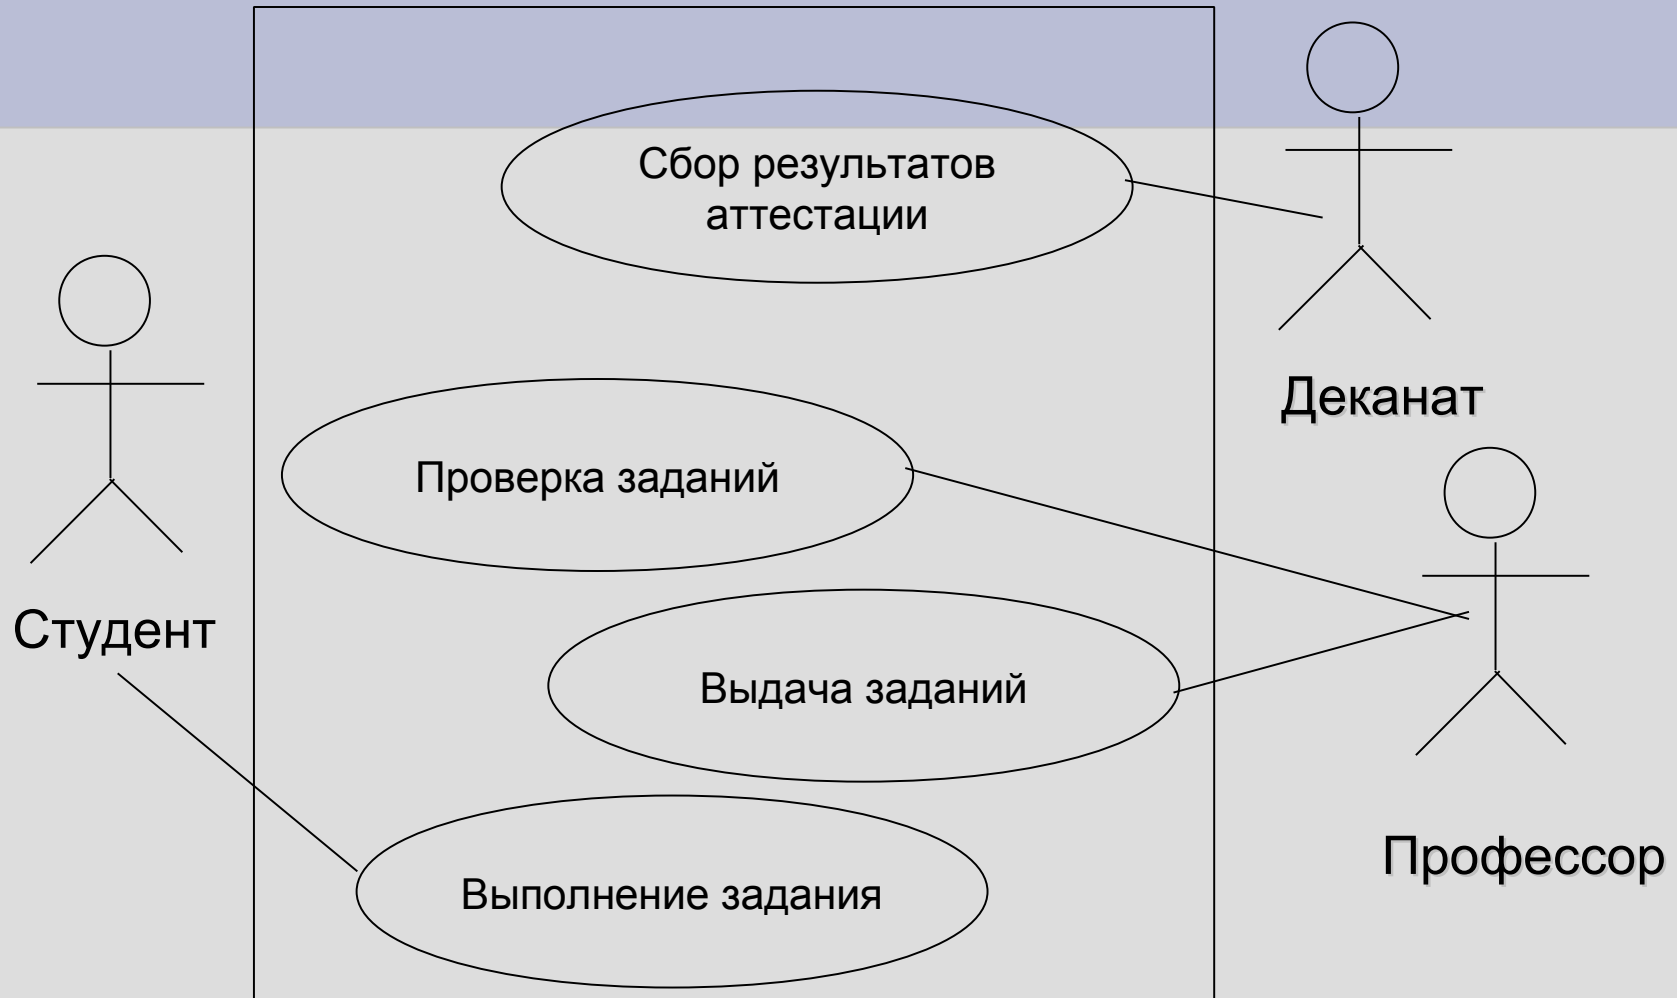 Сбор результатов
аттестации
Деканат
Проверка заданий
Студент
Выдача заданий
Профессор
Выполнение задания